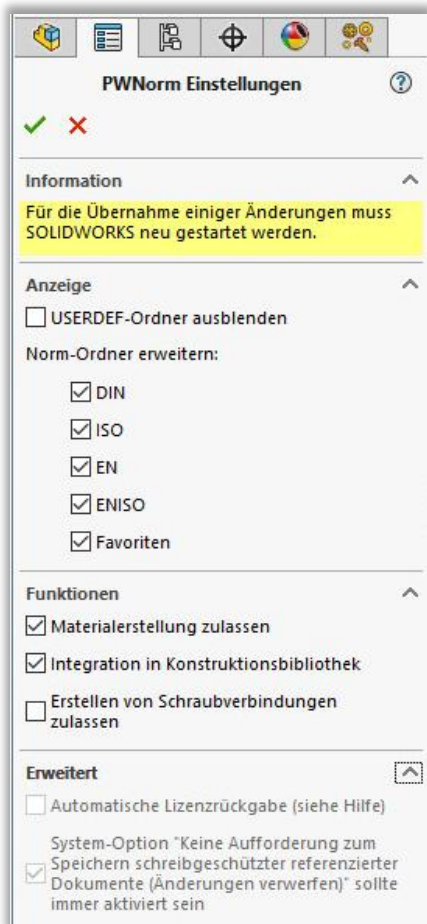 PWNorm Einstellungen
Information
Für die Übernahme einiger Änderungen muss
SOLIDWORKS neu gestartet werden.
Anzeige
USERDEF-Ordner ausblenden
Norm-Ordner erweitern:
DIN
ISO
EN
ENISO
Favoriten
Funktionen
Materialerstellung zulassen
Integration in Konstruktionsbibliothek
Erstellen von Schraubverbindungen
zulassen
Erweitert
Automatische Lizenzrückgabe (siehe Hilfe)
System-Option "Keine Aufforderung zum
Speichern schreibgeschützter referenzierter
Dokumente (Änderungen verwerfen)" sollte
immer aktiviert sein